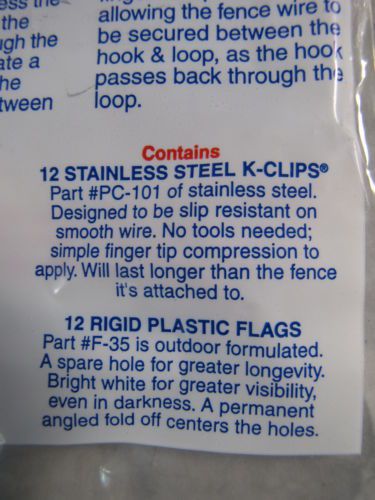 the
ugh the
ate a
he
tween
allowing the fence wire to
be secured between the
hook & loop, as the hook
passes back through the
loop.
Contains
12 STAINLESS STEEL K-CLIPS®
Part #PC-101 of stainless steel.
Designed to be slip resistant on
smooth wire. No tools needed;
simple finger tip compression to
apply. Will last longer than the fence
it's attached to.
12 RIGID PLASTIC FLAGS
Part #F-35 is outdoor formulated.
A spare hole for greater longevity.
Bright white for greater visibility,
even in darkness. A permanent
angled fold off centers the holes.